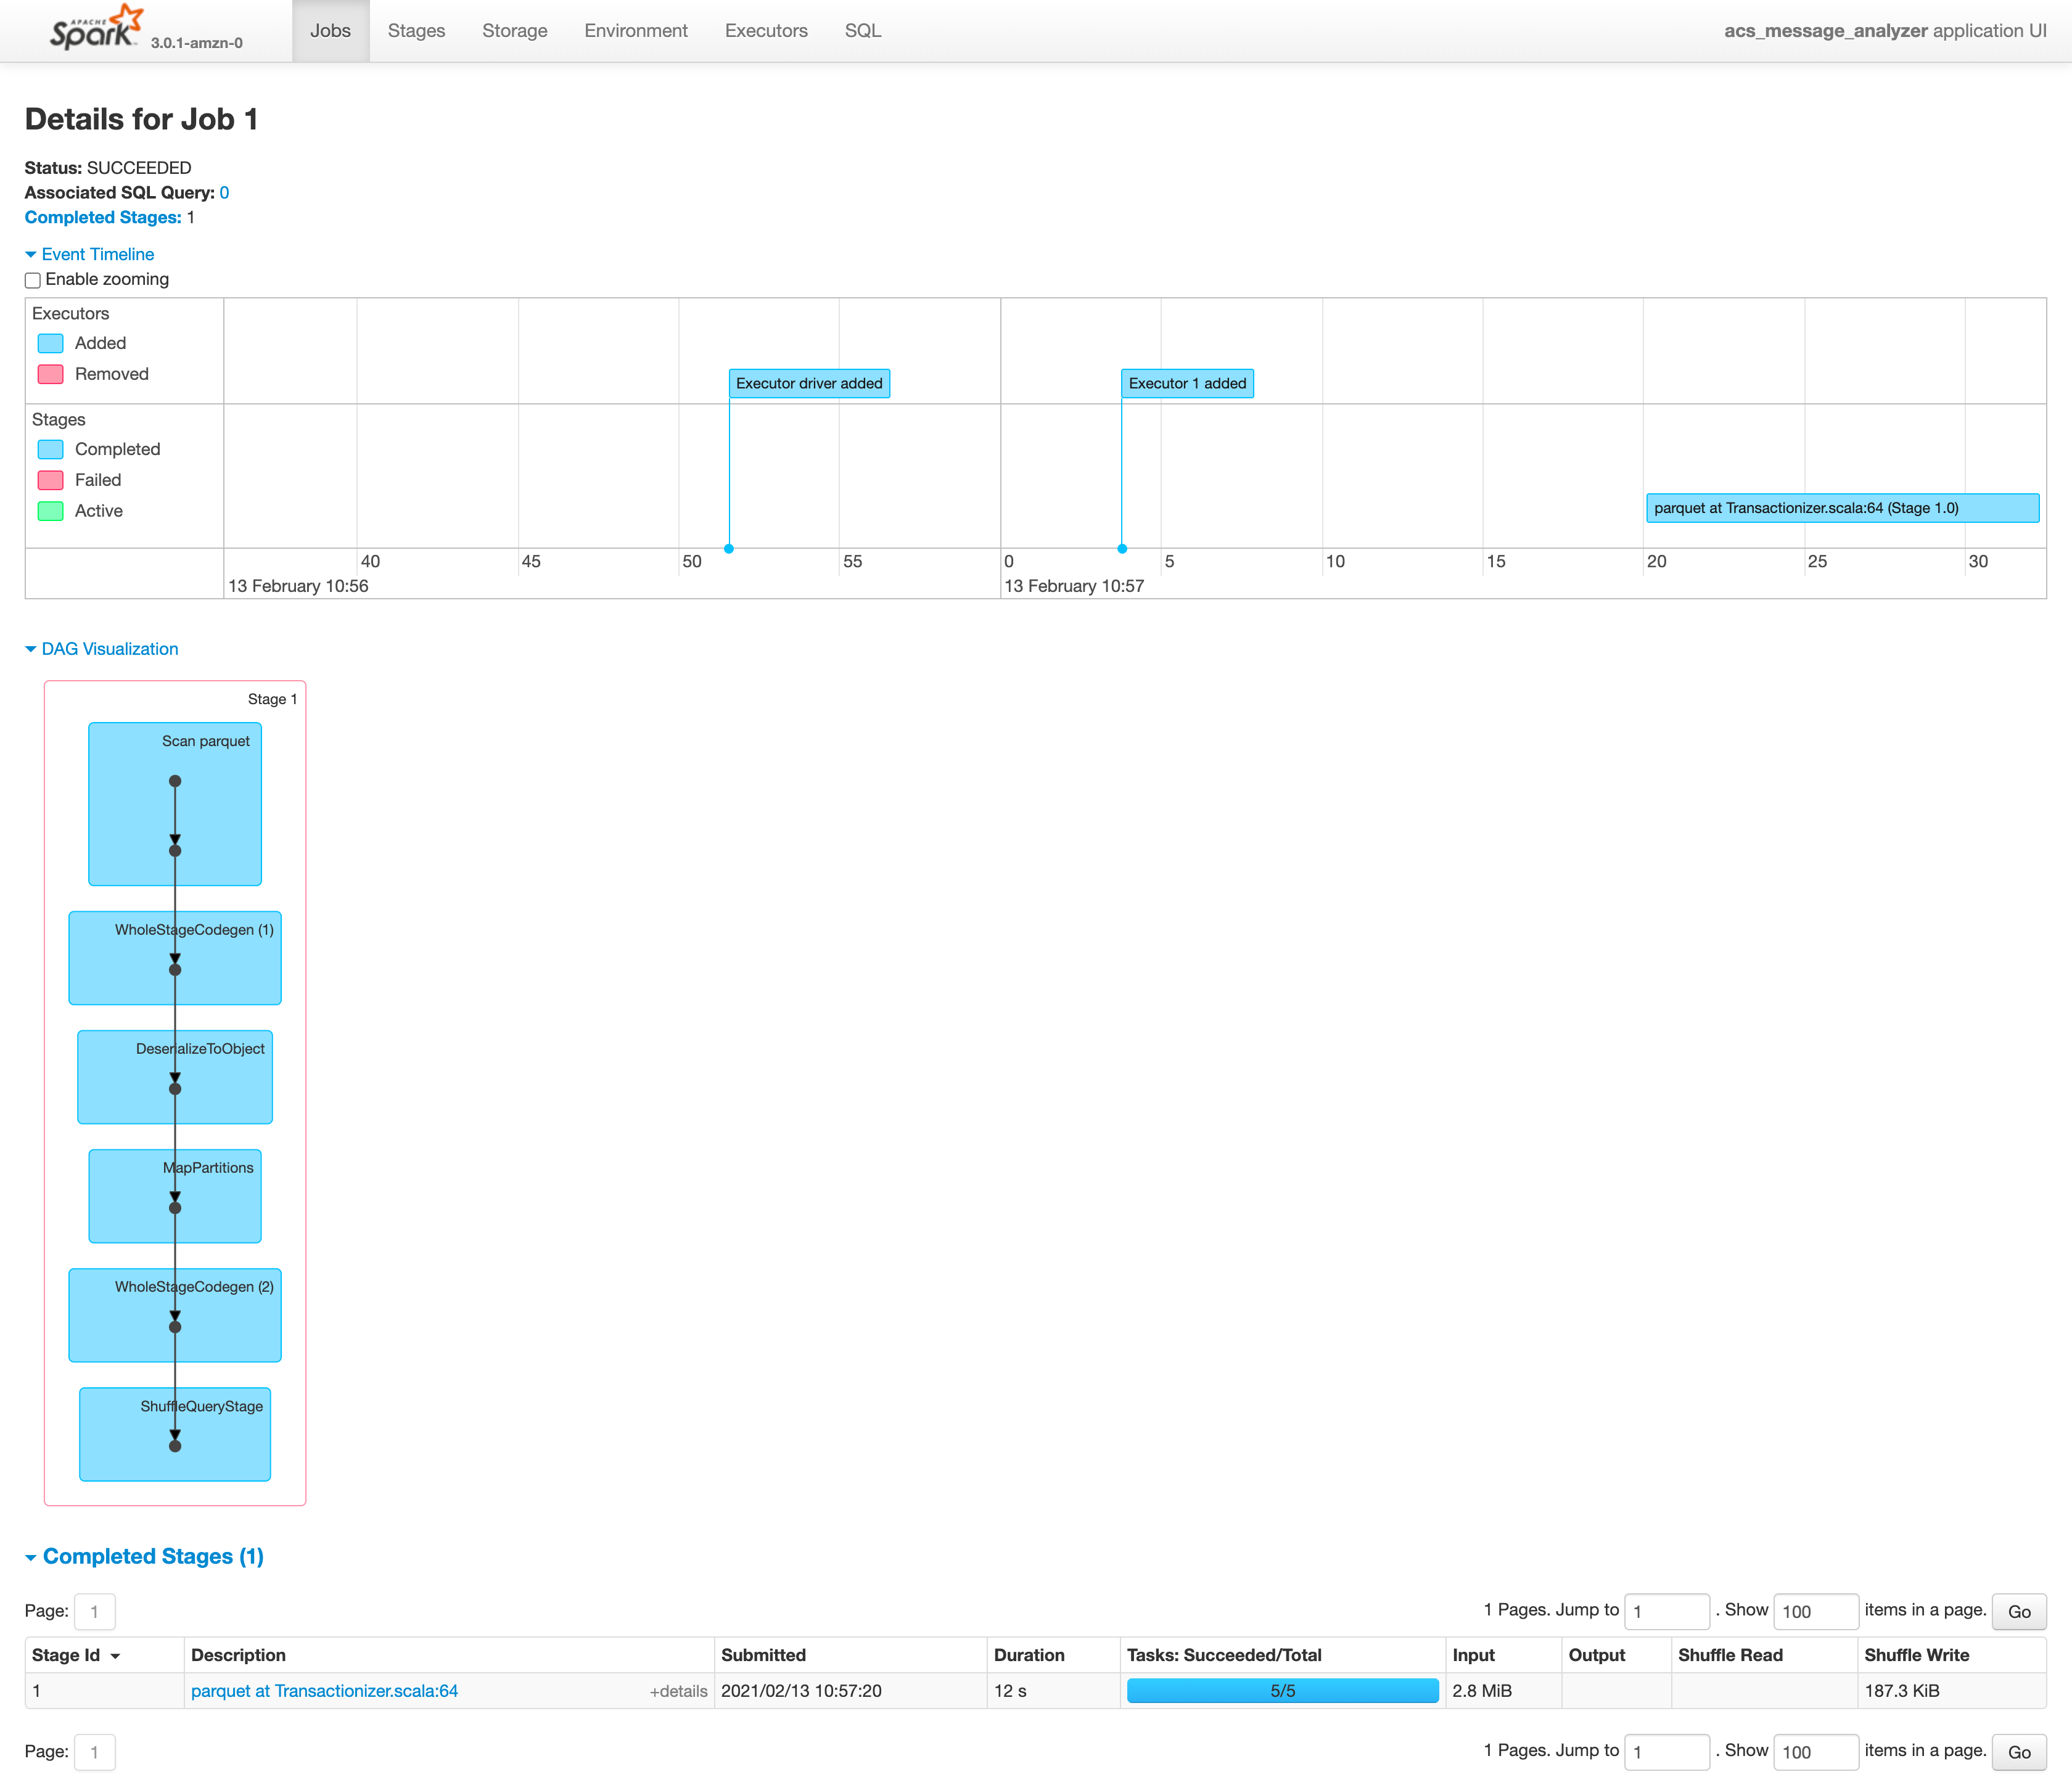 APACHE
Spark 3.0.1-amzn-0 Jobs Stages Storage Environment Executors SQL acs_message_analyzer application UI
Details for Job 1
Status: SUCCEEDED
Associated SQL Query: 0
Completed Stages: 1
Event Timeline
Enable zooming
Executors
Added
Removed
Executor driver added Executor 1 added
Stages
Completed
Failed
Active
parquet at Transactionizer.scala:64 (Stage 1.0)
40 45 50 55 0 5 10 15 20 25 30
13 February 10:56 13 February 10:57
DAG Visualization
Stage 1
Scan parquet
WholeStageCodegen (1)
DeserializeToObject
MapPartitions
WholeStageCodegen (2)
ShuffleQueryStage
Completed Stages (1)
Page: 1 1 Pages. Jump to 1 . Show 100 items in a page. Go
Stage Id Description Submitted Duration Tasks: Succeeded/Total Input Output Shuffle Read Shuffle Write
1 parquet at Transactionizer.scala:64 +details 2021/02/13 10:57:20 12 s 5/5 2.8 MiB 187.3 KiB
Page: 1 1 Pages. Jump to 1 . Show 100 items in a page. Go